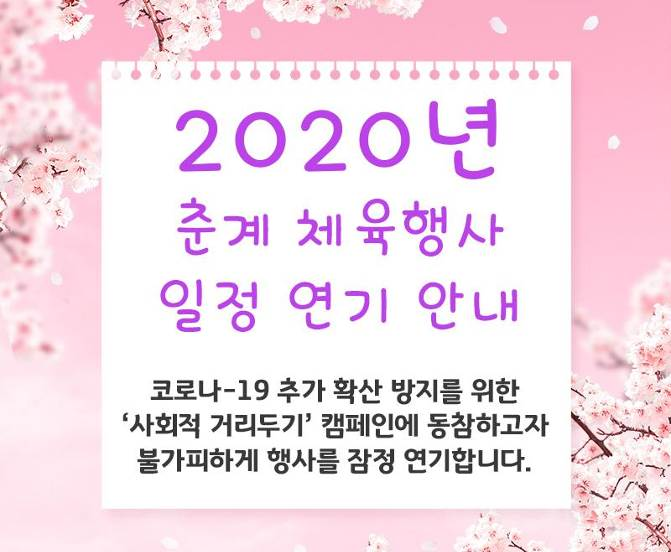 2020년
춘계 체육행사
일정 연기 안내
코로나-19 추가 확산 방지를 위한
‘사회적 거리두기’ 캠페인에 동참하고자
불가피하게 행사를 잠정 연기합니다.